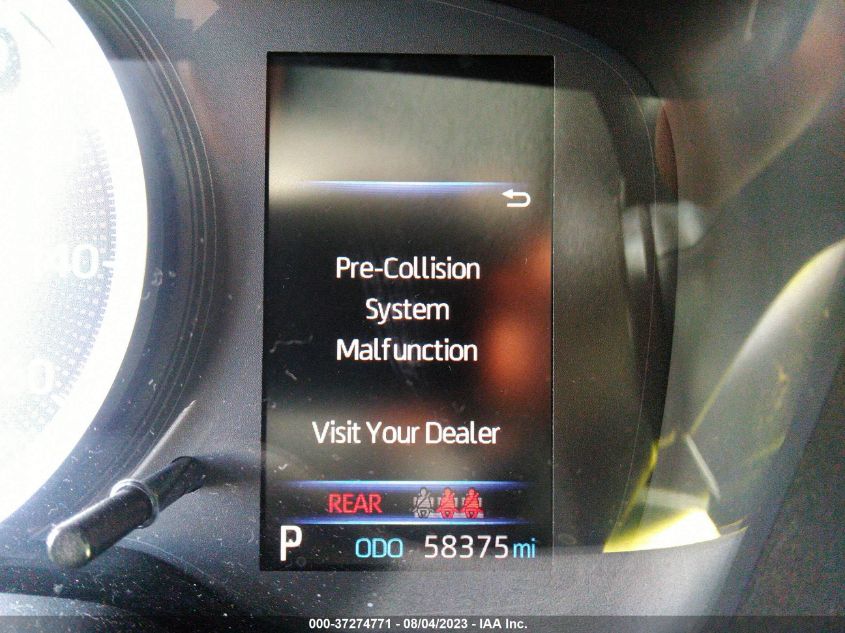 40
Pre-Collision
System
Malfunction
Visit Your Dealer
REAR
P ODO 58375 mi
000-37274771 - 08/04/2023 - IAA Inc.